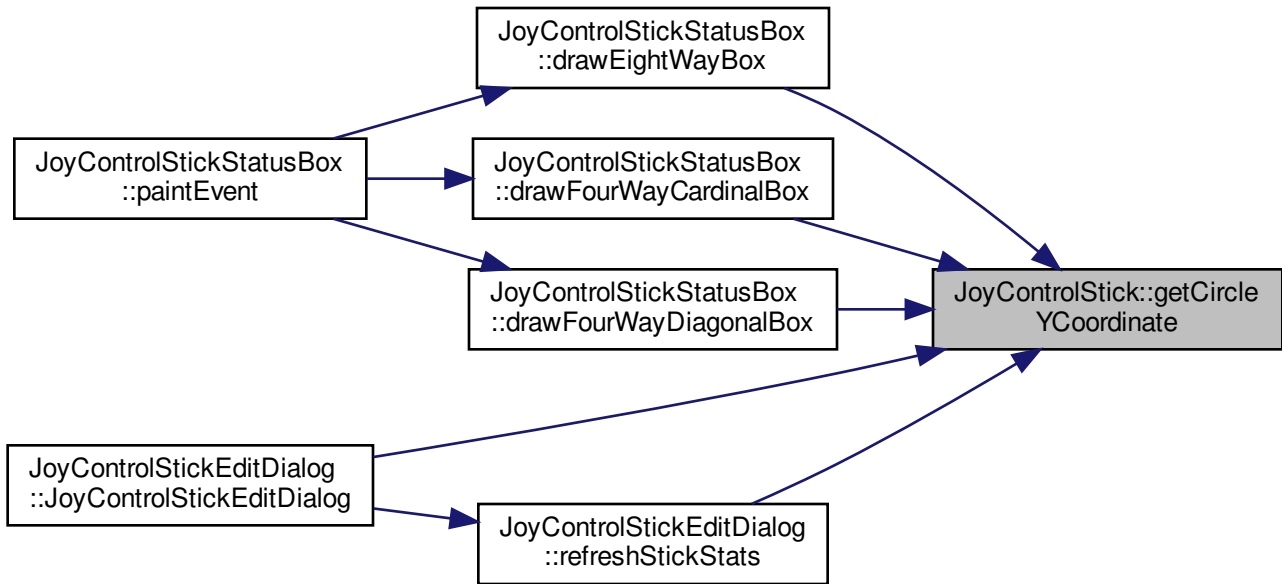 JoyControlStickStatusBox
::drawEightWayBox
JoyControlStickStatusBox
::paintEvent
JoyControlStickStatusBox
::drawFourWayCardinalBox
JoyControlStickStatusBox
::drawFourWayDiagonalBox
JoyControlStick::getCircle
YCoordinate
JoyControlStickEditDialog
::JoyControlStickEditDialog
JoyControlStickEditDialog
::refreshStickStats